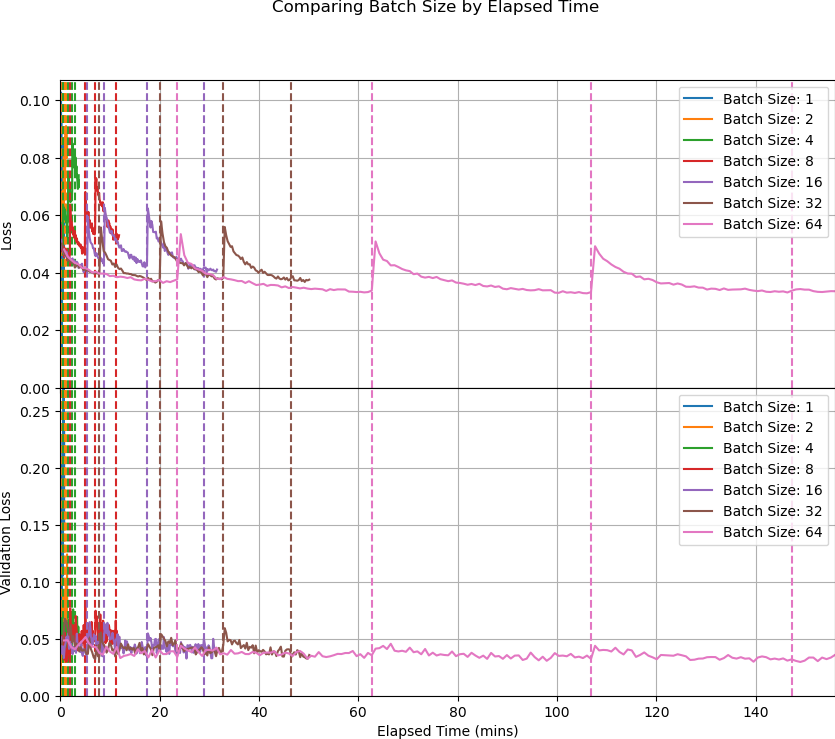 Comparing Batch Size by Elapsed Time
0.10
0.08
0.06
0.04
0.02
0.00
Loss
Batch Size: 1
Batch Size: 2
Batch Size: 4
Batch Size: 8
Batch Size: 16
Batch Size: 32
Batch Size: 64
0.25
0.20
0.15
0.10
0.05
0.00
Validation Loss
Batch Size: 1
Batch Size: 2
Batch Size: 4
Batch Size: 8
Batch Size: 16
Batch Size: 32
Batch Size: 64
0 20 40 60 80 100 120 140
Elapsed Time (mins)